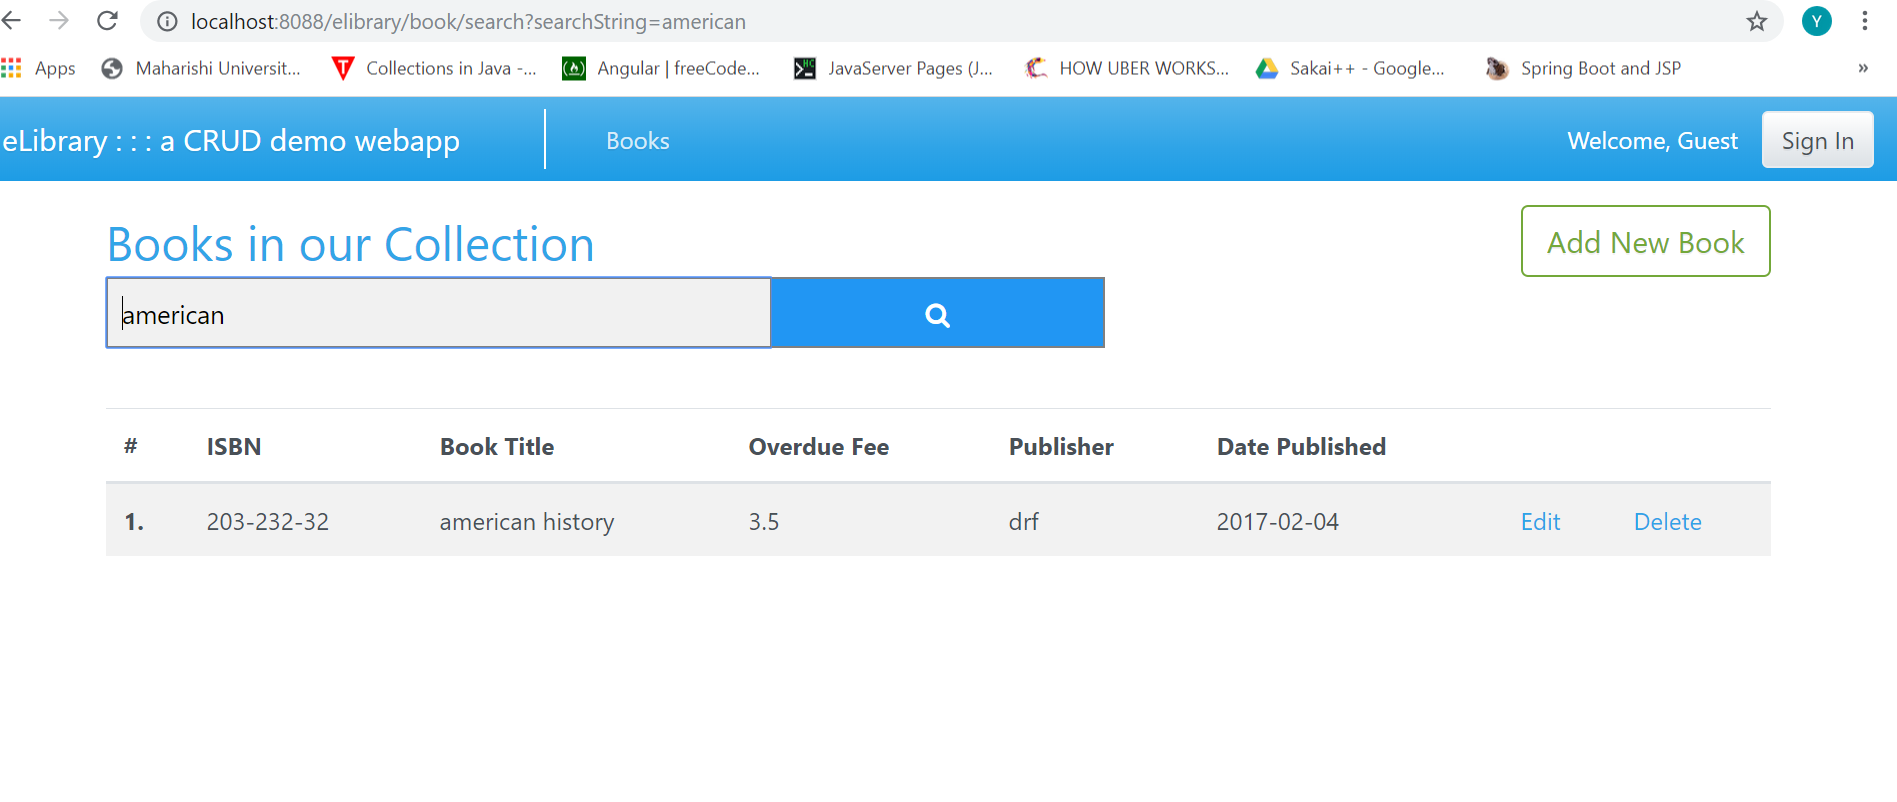 localhost:8088/elibrary/book/search?searchString=american
Y
Apps Maharishi Universit... Collections in Java -... Angular | freeCode... JavaServer Pages (J... HOW UBER WORKS... Sakai++ - Google... Spring Boot and JSP »
eLibrary : : : a CRUD demo webapp Books Welcome, Guest Sign In
Books in our Collection Add New Book
american
# ISBN Book Title Overdue Fee Publisher Date Published
1. 203-232-32 american history 3.5 drf 2017-02-04 Edit Delete